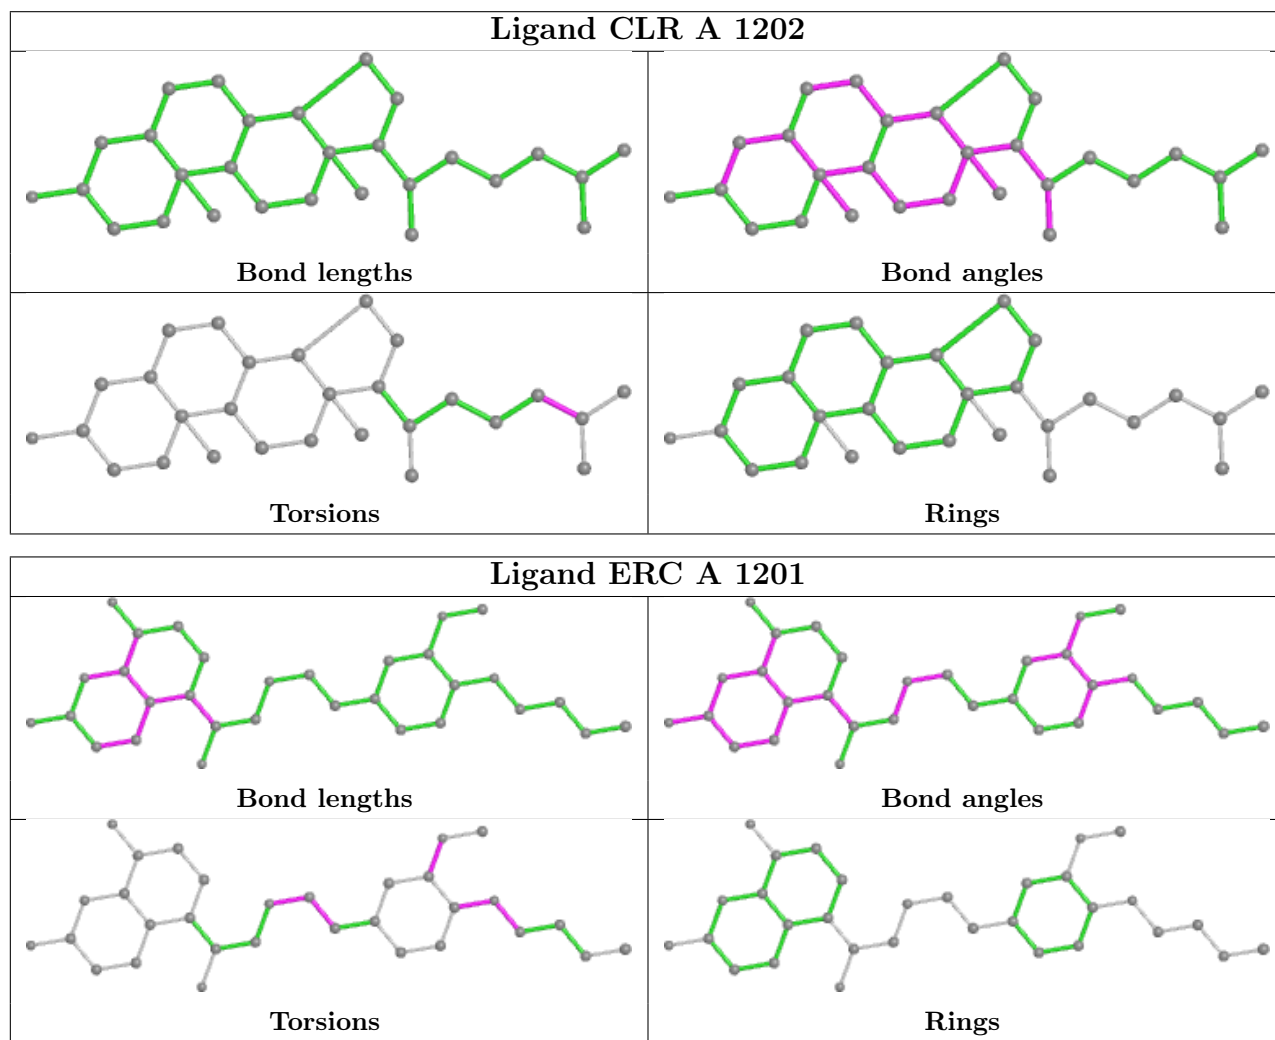 Ligand CLR A 1202
Bond lengths
Bond angles
Torsions
Rings
Ligand ERC A 1201
Bond lengths
Bond angles
Torsions
Rings